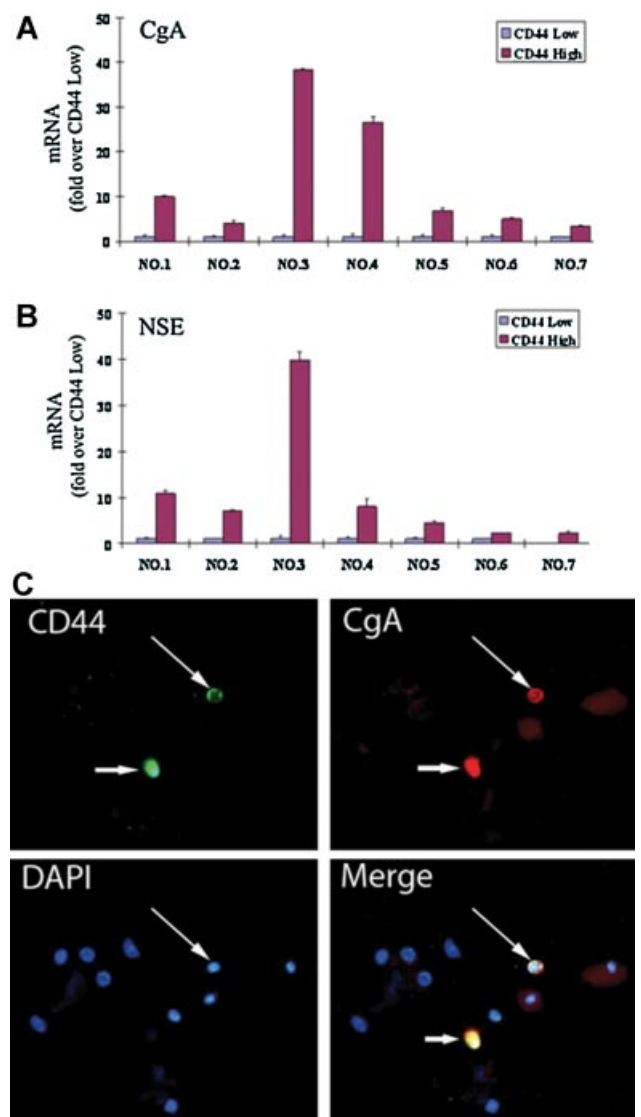 A
CgA
CD44 Low
CD44 High
mRNA
(fold over CD44 Low)
50
40
30
20
10
0
NO.1 NO.2 NO.3 NO.4 NO.5 NO.6 NO.7
B
NSE
CD44 Low
CD44 High
mRNA
(fold over CD44 Low)
50
40
30
20
10
0
NO.1 NO.2 NO.3 NO.4 NO.5 NO.6 NO.7
C
CD44
CgA
DAPI
Merge